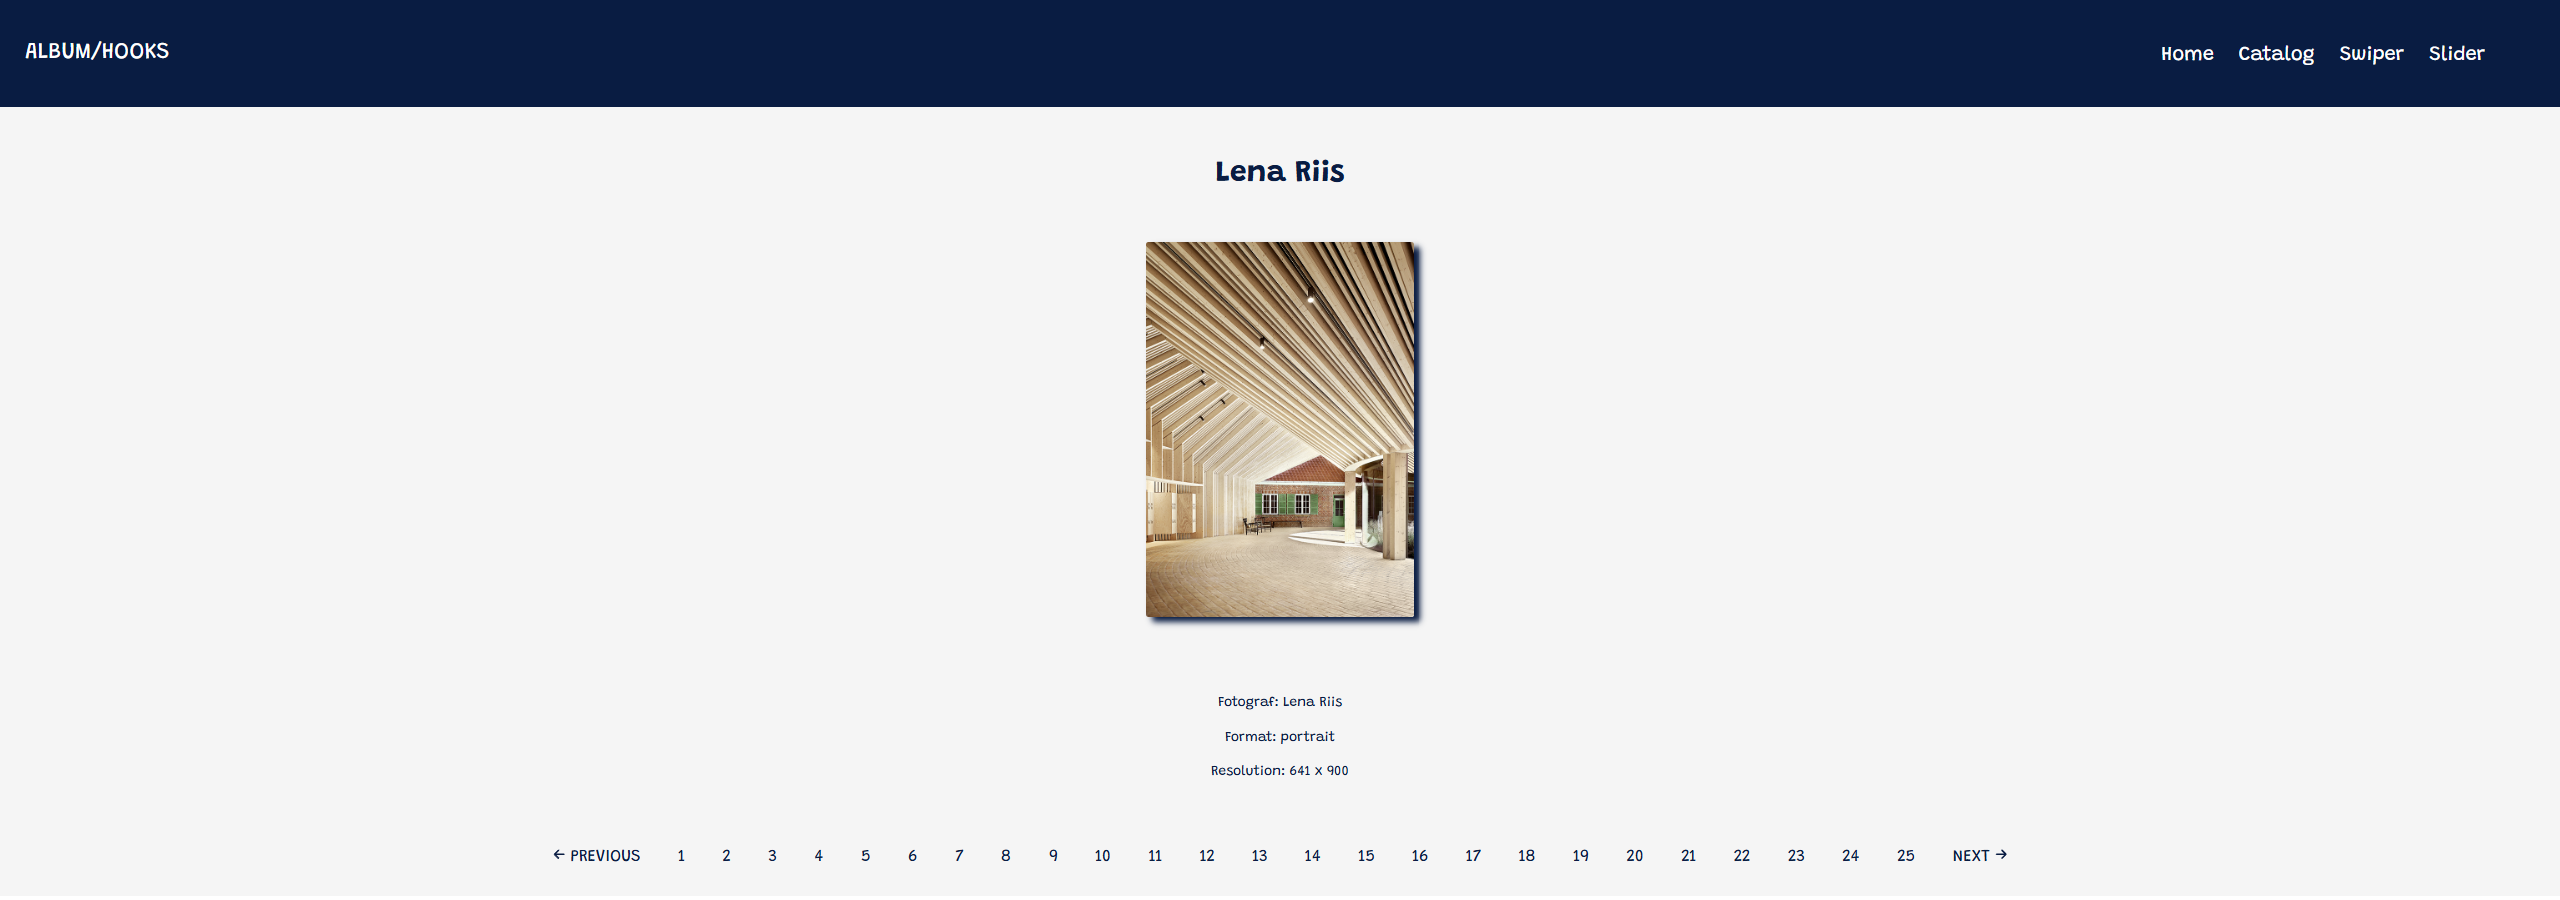 ALBUM/HOOKS
Home Catalog Swiper Slider
Lena Riis
Fotograf: Lena Riis
Format: portrait
Resolution: 641 x 900
← PREVIOUS 1 2 3 4 5 6 7 8 9 10 11 12 13 14 15 16 17 18 19 20 21 22 23 24 25 NEXT →